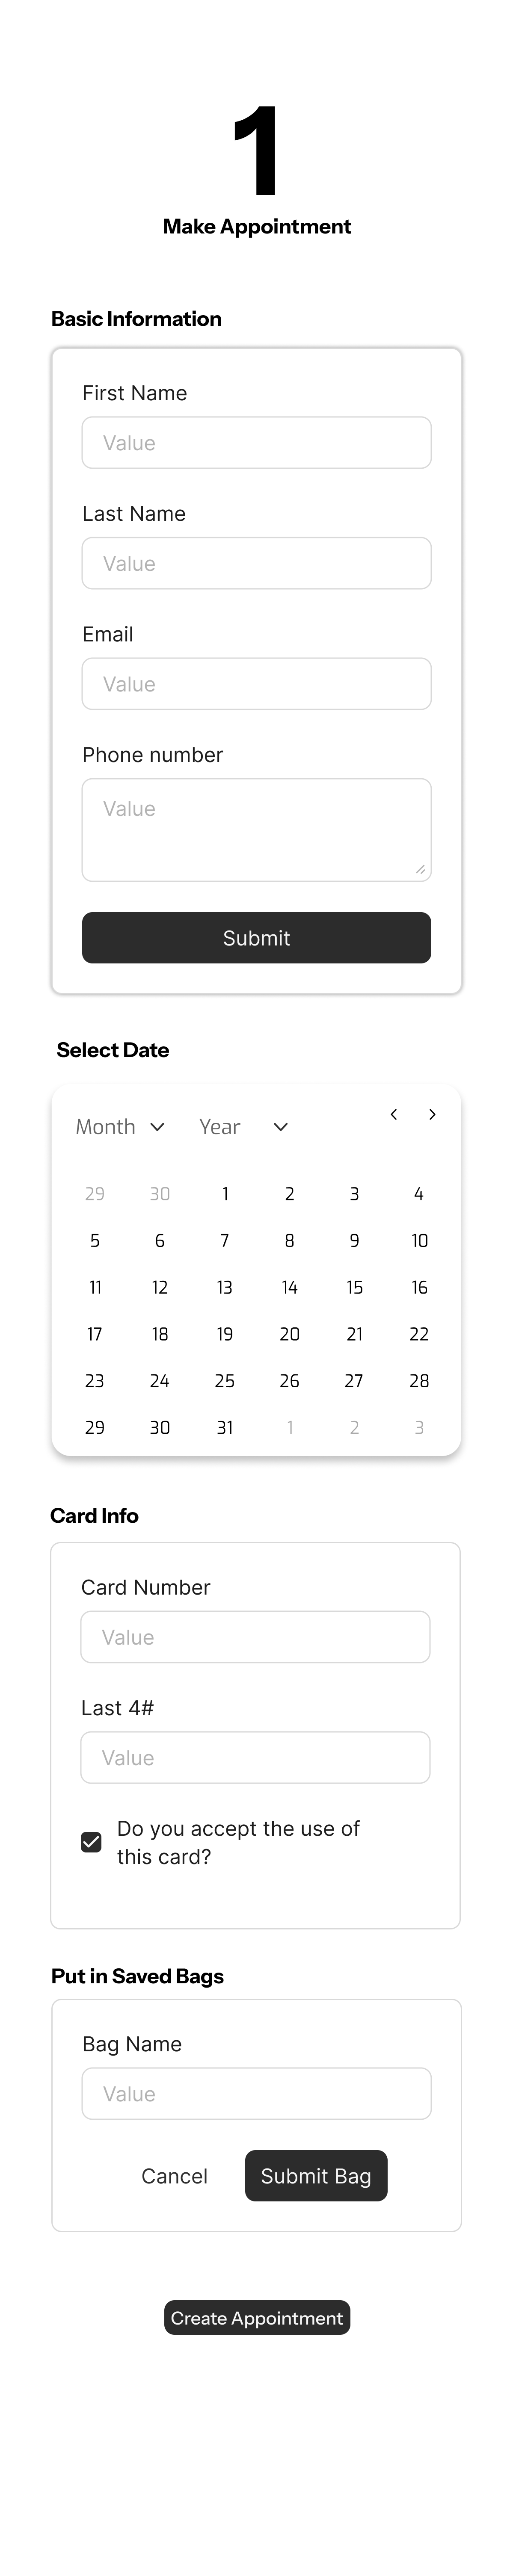 1
Make Appointment
Basic Information
First Name
Value
Last Name
Value
Email
Value
Phone number
Value
Submit
Select Date
Month Year
29 30 1 2 3 4
5 6 7 8 9 10
11 12 13 14 15 16
17 18 19 20 21 22
23 24 25 26 27 28
29 30 31 1 2 3
Card Info
Card Number
Value
Last 4#
Value
Do you accept the use of
this card?
Put in Saved Bags
Bag Name
Value
Cancel Submit Bag
Create Appointment